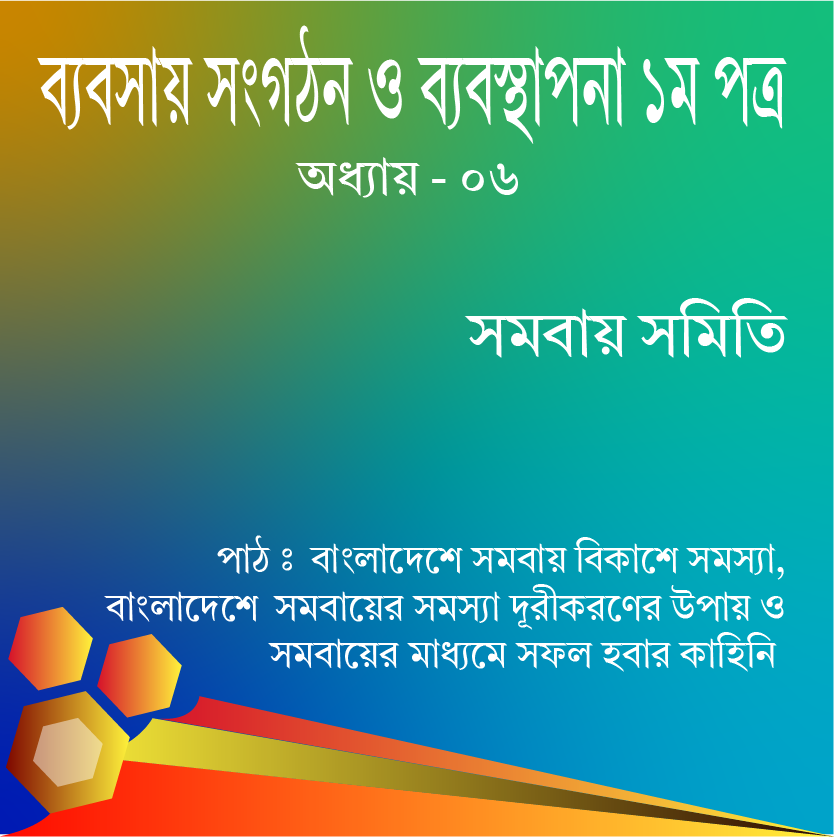 ব্যবসায় সংগঠন ও ব্যবস্থাপনা ১ম পত্র
অধ্যায় - ০৬
সমবায় সমিতি
পাঠ ঃ বাংলাদেশে সমবায় বিকাশে সমস্যা,
বাংলাদেশে সমবায়ের সমস্যা দূরীকরণের উপায় ও
সমবায়ের মাধ্যমে সফল হবার কাহিনি